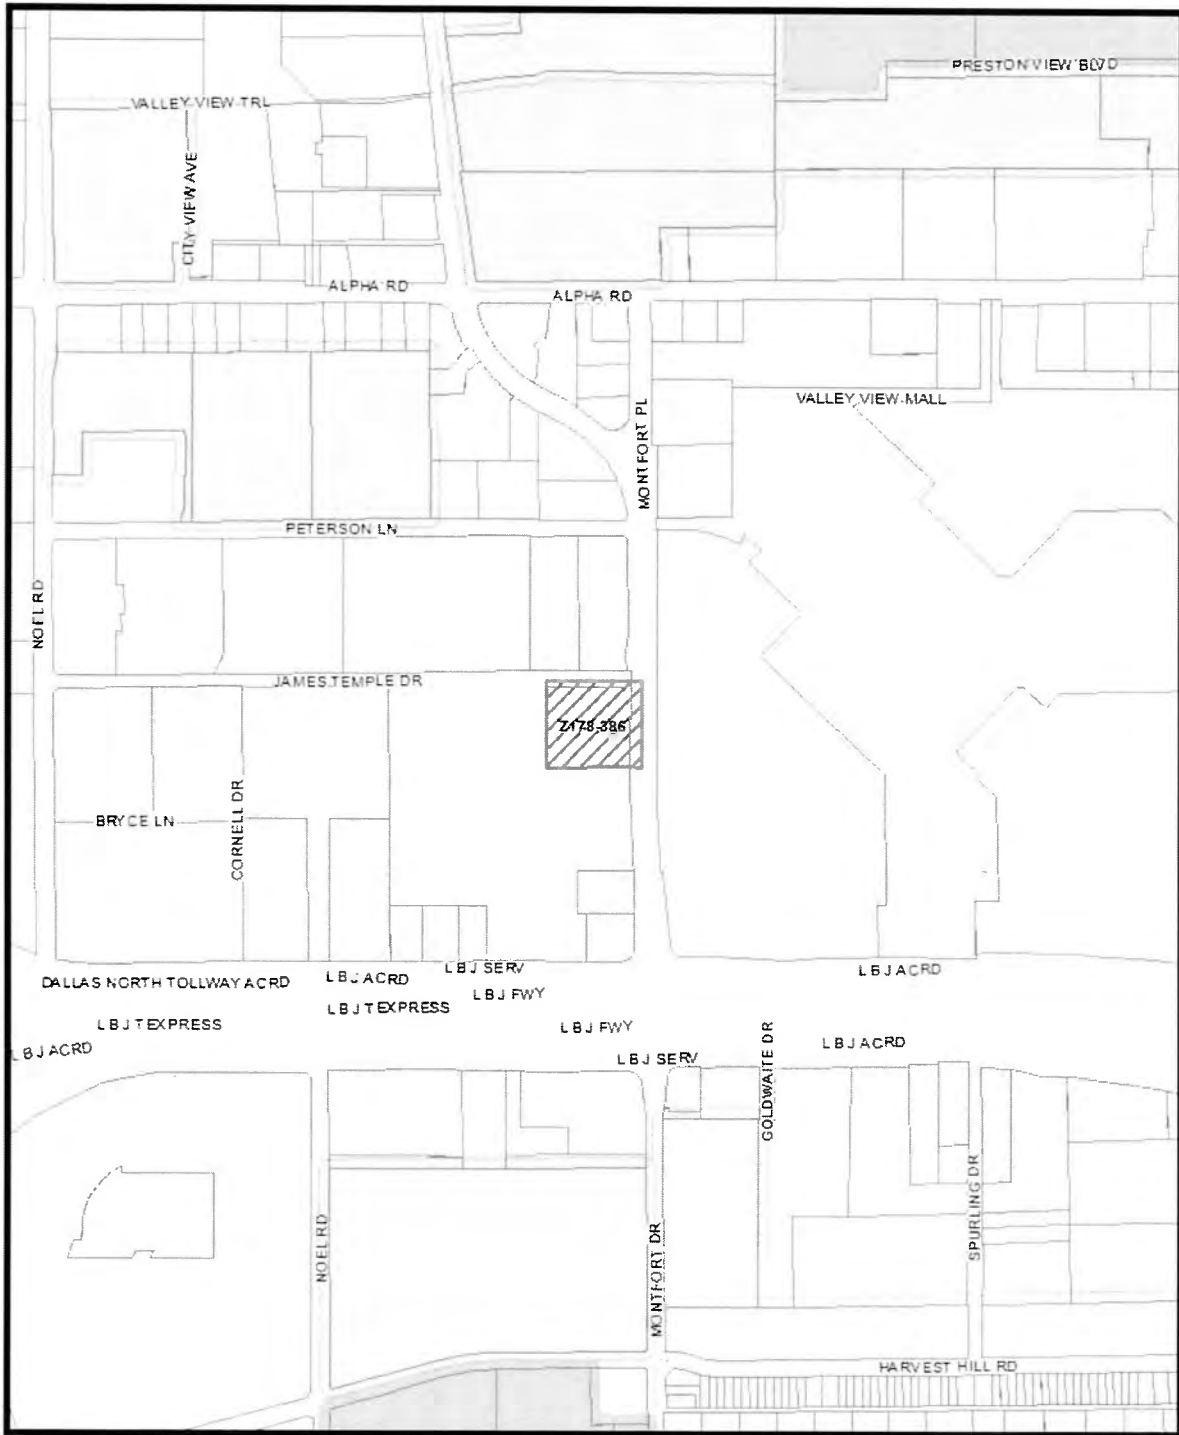 PRESTON VIEW BLVD
VALLEY VIEW TRL
CITY VIEW AVE
ALPHA RD
ALPHA RD
VALLEY VIEW MALL
MONTFORT PL
PETERSON LN
NOEL RD
JAMES TEMPLE DR
Z178-386
BRYCE LN
CORNELL DR
DALLAS NORTH TOLLWAY ACRD
LBJ ACRD
LBJ SERV
LBJ ACRD
LBJ FWY
LBJ TEXPRESS
LBJ TEXPRESS
LBJ FWY
LBJ ACRD
LBJ SERV
GOLDWAITE DR
LBJ ACRD
SPURLING DR
NOEL RD
MONTFORT DR
HARVEST HILL RD